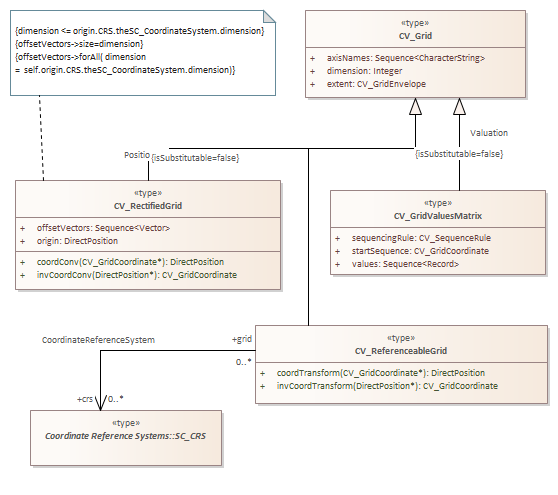 {dimension <= origin.CRS.theSC_CoordinateSystem.dimension}
{offsetVectors->size=dimension}
{offsetVectors->forAll( dimension
= self.origin.CRS.theSC_CoordinateSystem.dimension)}
«type»
CV_Grid
+ axisNames: Sequence<CharacterString>
+ dimension: Integer
+ extent: CV_GridEnvelope
Positio
{isSubstitutable=false}
Valuation
{isSubstitutable=false}
«type»
CV_RectifiedGrid
+ offsetVectors: Sequence<Vector>
+ origin: DirectPosition
+ coordConv(CV_GridCoordinate*): DirectPosition
+ invCoordConv(DirectPosition*): CV_GridCoordinate
«type»
CV_GridValuesMatrix
+ sequencingRule: CV_SequenceRule
+ startSequence: CV_GridCoordinate
+ values: Sequence<Record>
«type»
CV_ReferenceableGrid
+ coordTransform(CV_GridCoordinate*): DirectPosition
+ invCoordTransform(DirectPosition*): CV_GridCoordinate
CoordinateReferenceSystem
+grid
0..*
+crs
0..*
«type»
Coordinate Reference Systems::SC_CRS